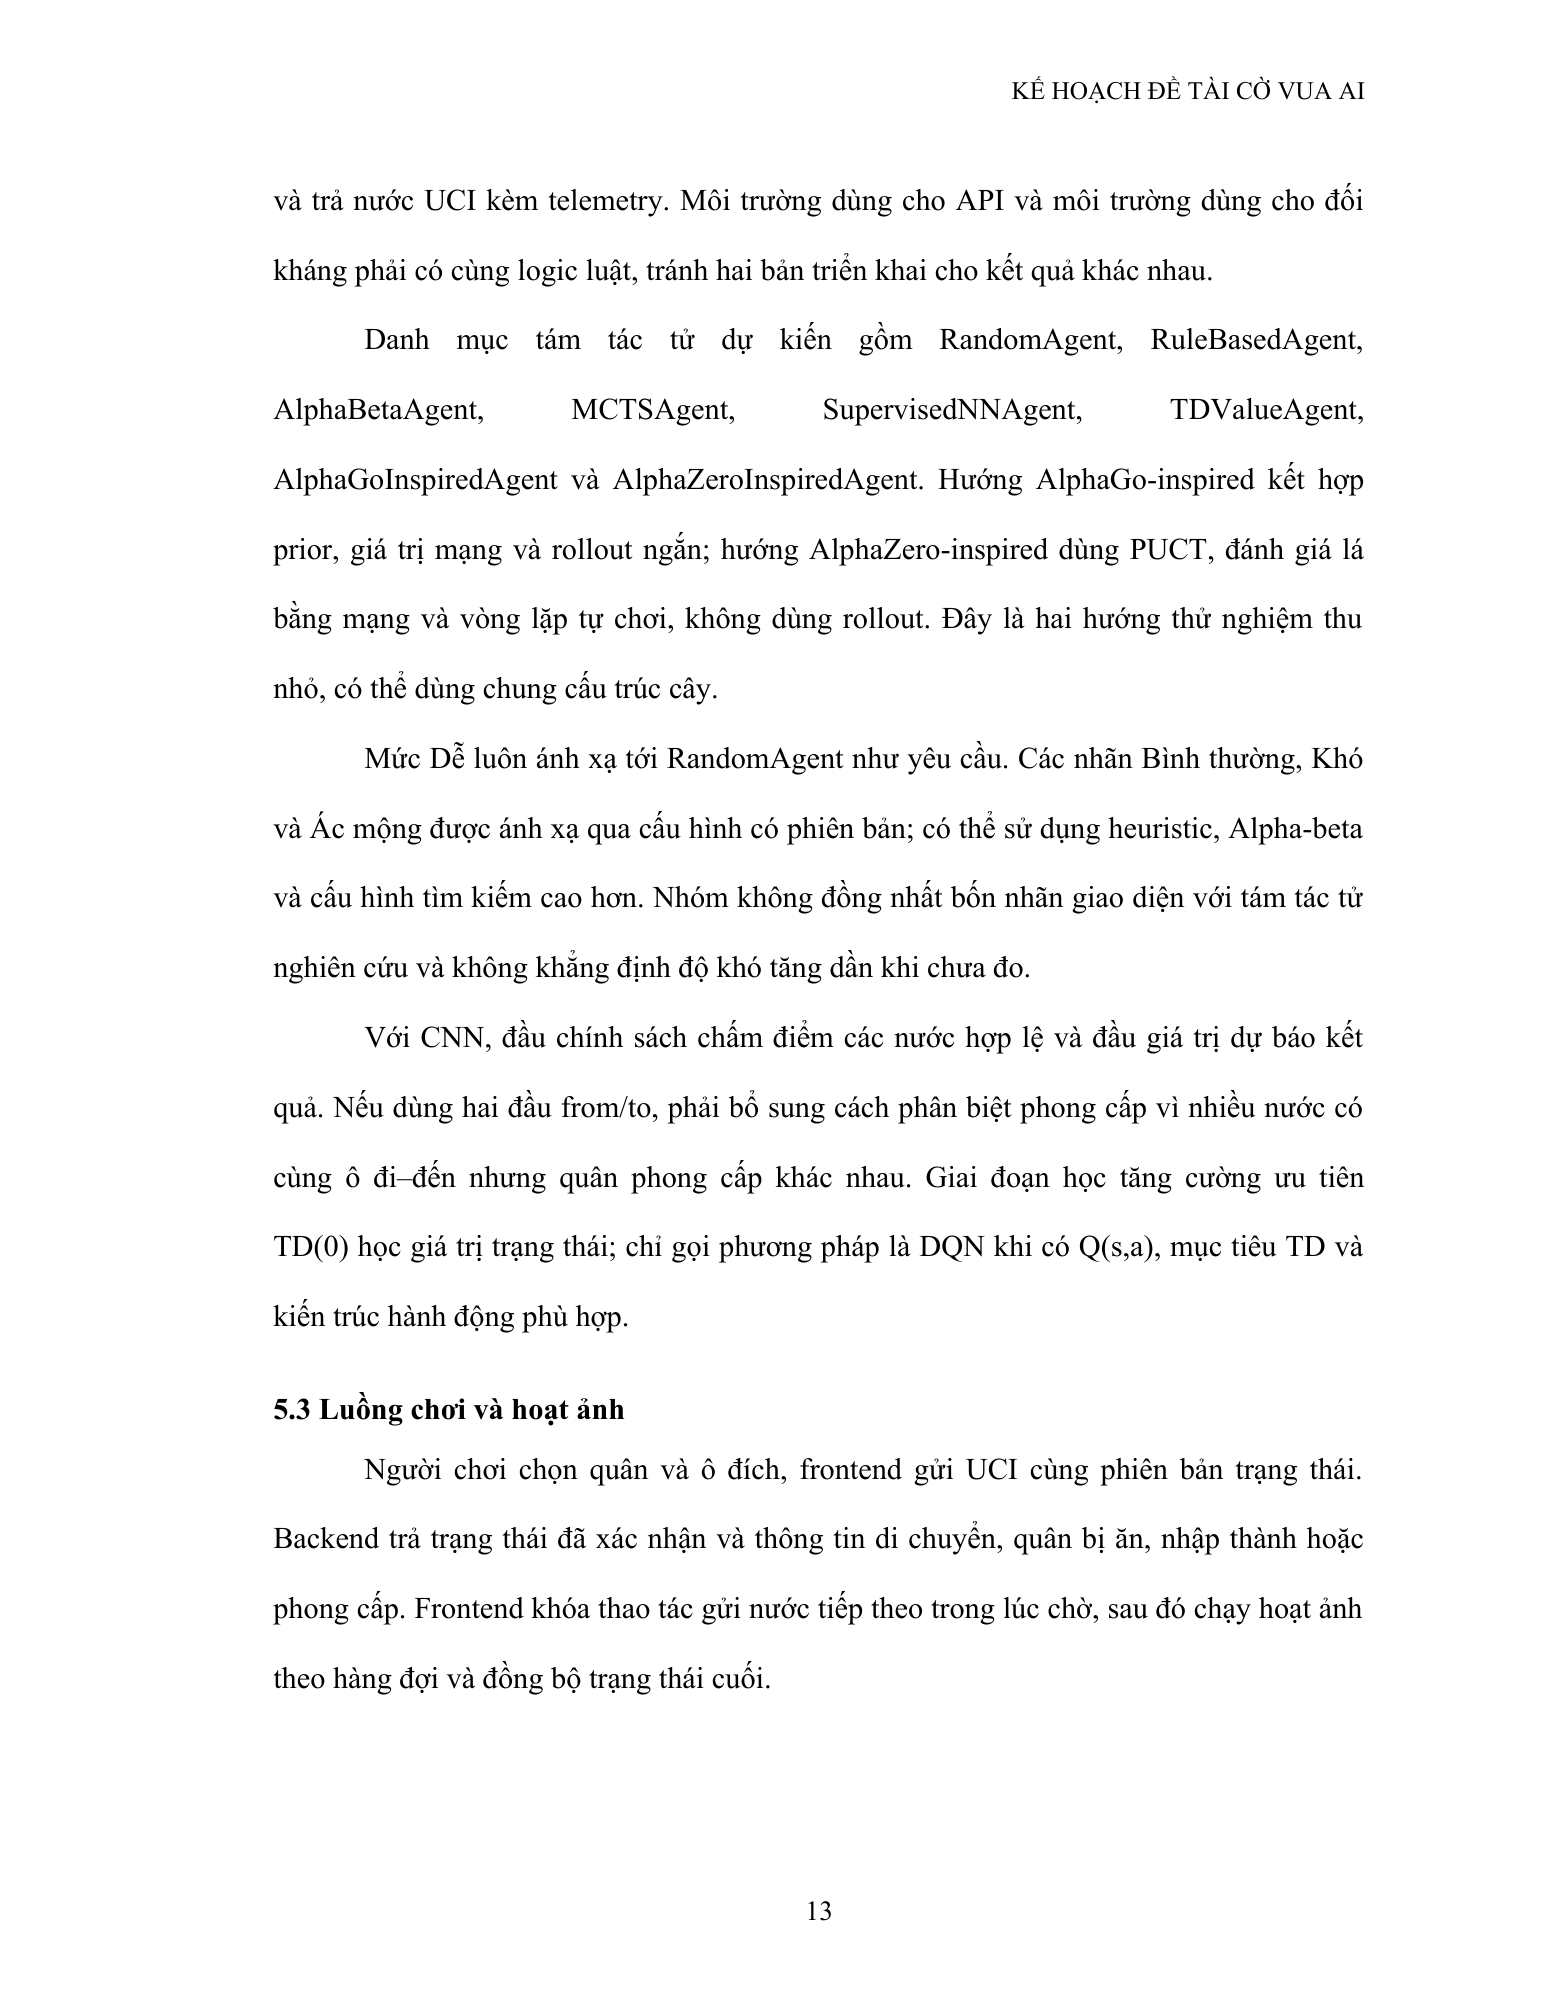 KẾ HOẠCH ĐỀ TÀI CỜ VUA AI
và trả nước UCI kèm telemetry. Môi trường dùng cho API và môi trường dùng cho đối
kháng phải có cùng logic luật, tránh hai bản triển khai cho kết quả khác nhau.
Danh mục tám tác tử dự kiến gồm RandomAgent, RuleBasedAgent,
AlphaBetaAgent, MCTSAgent, SupervisedNNAgent, TDValueAgent,
AlphaGoInspiredAgent và AlphaZeroInspiredAgent. Hướng AlphaGo-inspired kết hợp
prior, giá trị mạng và rollout ngắn; hướng AlphaZero-inspired dùng PUCT, đánh giá lá
bằng mạng và vòng lặp tự chơi, không dùng rollout. Đây là hai hướng thử nghiệm thu
nhỏ, có thể dùng chung cấu trúc cây.
Mức Dễ luôn ánh xạ tới RandomAgent như yêu cầu. Các nhãn Bình thường, Khó
và Ác mộng được ánh xạ qua cấu hình có phiên bản; có thể sử dụng heuristic, Alpha-beta
và cấu hình tìm kiếm cao hơn. Nhóm không đồng nhất bốn nhãn giao diện với tám tác tử
nghiên cứu và không khẳng định độ khó tăng dần khi chưa đo.
Với CNN, đầu chính sách chấm điểm các nước hợp lệ và đầu giá trị dự báo kết
quả. Nếu dùng hai đầu from/to, phải bổ sung cách phân biệt phong cấp vì nhiều nước có
cùng ô đi–đến nhưng quân phong cấp khác nhau. Giai đoạn học tăng cường ưu tiên
TD(0) học giá trị trạng thái; chỉ gọi phương pháp là DQN khi có Q(s,a), mục tiêu TD và
kiến trúc hành động phù hợp.
5.3 Luồng chơi và hoạt ảnh
Người chơi chọn quân và ô đích, frontend gửi UCI cùng phiên bản trạng thái.
Backend trả trạng thái đã xác nhận và thông tin di chuyển, quân bị ăn, nhập thành hoặc
phong cấp. Frontend khóa thao tác gửi nước tiếp theo trong lúc chờ, sau đó chạy hoạt ảnh
theo hàng đợi và đồng bộ trạng thái cuối.
13